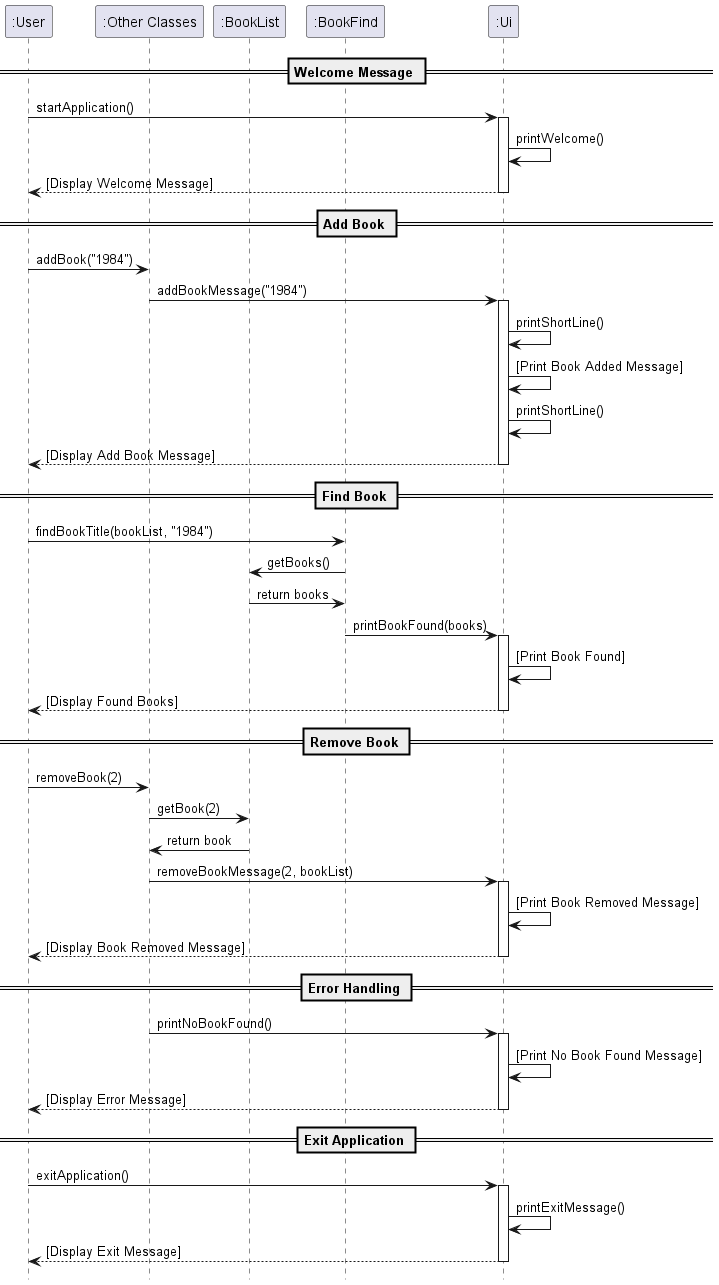 :User
:Other Classes
:BookList
:BookFind
:Ui
Welcome Message
startApplication()
printWelcome()
[Display Welcome Message]
Add Book
addBook("1984")
addBookMessage("1984")
printShortLine()
[Print Book Added Message]
printShortLine()
[Display Add Book Message]
Find Book
findBookTitle(bookList, "1984")
getBooks()
return books
printBookFound(books)
[Print Book Found]
[Display Found Books]
Remove Book
removeBook(2)
getBook(2)
return book
removeBookMessage(2, bookList)
[Print Book Removed Message]
[Display Book Removed Message]
Error Handling
printNoBookFound()
[Print No Book Found Message]
[Display Error Message]
Exit Application
exitApplication()
printExitMessage()
[Display Exit Message]